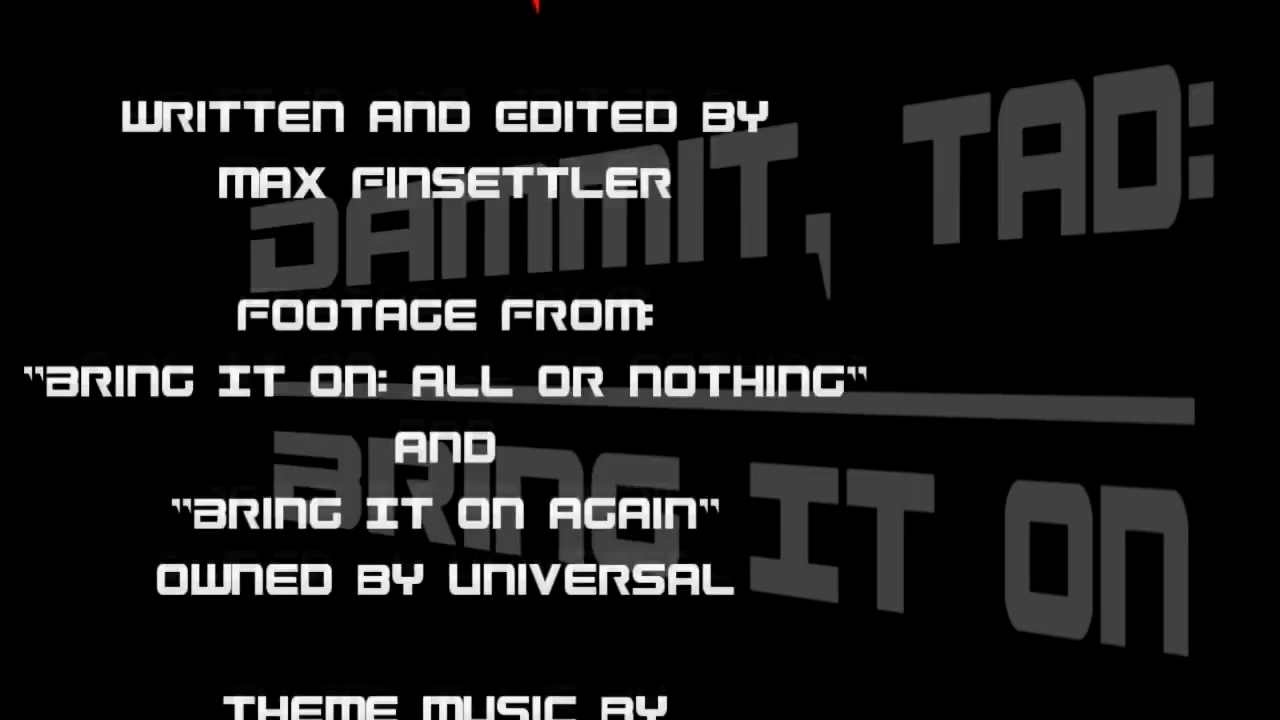 WRITTEN AND EDITED BY
MAX FINSETTLER
DAMMIT, TAD:
FOOTAGE FROM:
"BRING IT ON: ALL OR NOTHING"
AND
"BRING IT ON AGAIN"
OWNED BY UNIVERSAL
BRING IT ON
THEME MUSIC BY